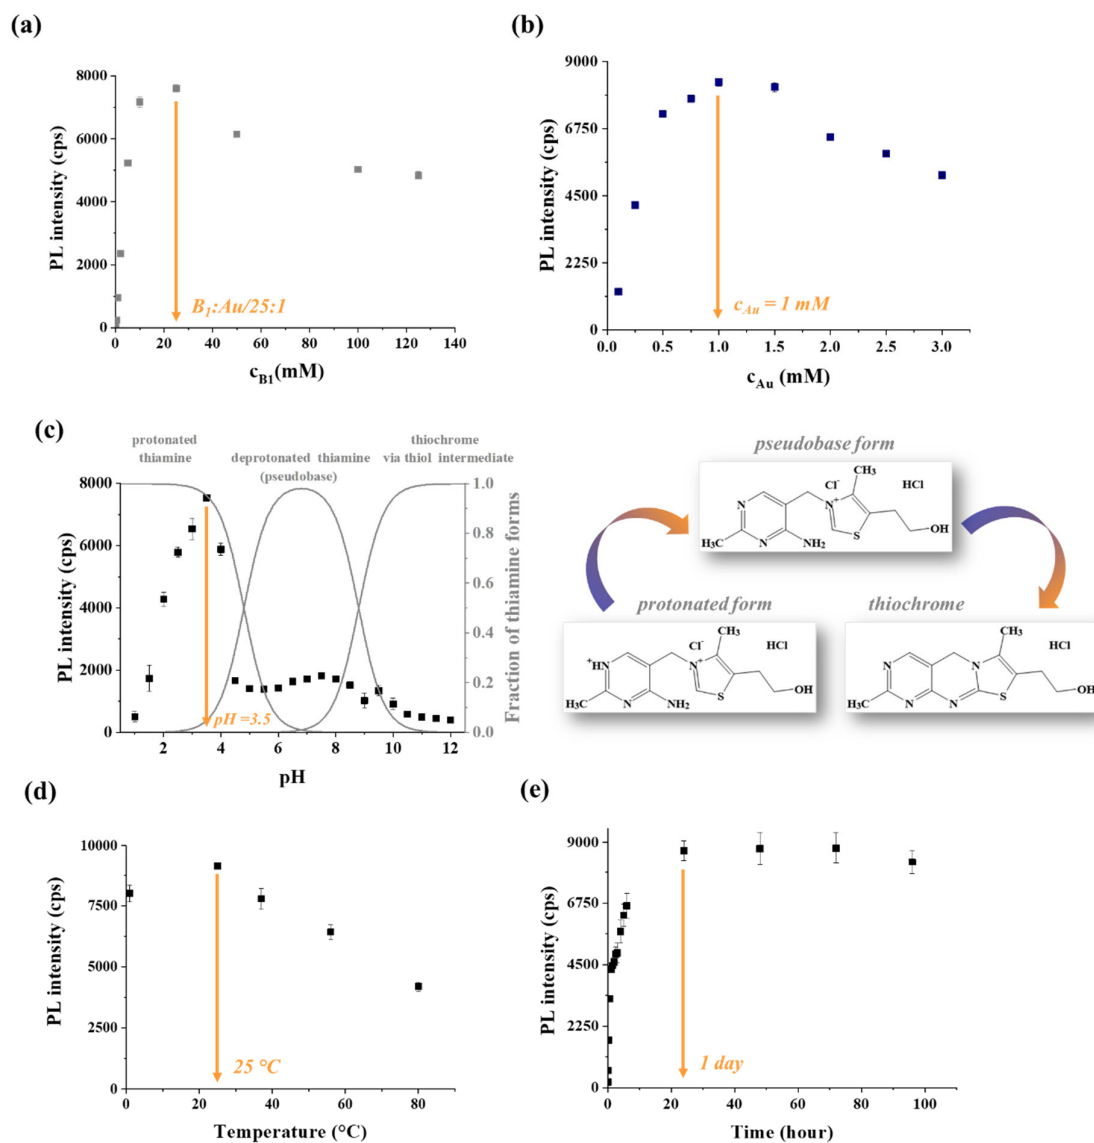 (a)
PL intensity (cps)
8000
6000
4000
2000
0
B₁:Au/25:1
0 20 40 60 80 100 120 140
c_B1(mM)
(b)
PL intensity (cps)
9000
6750
4500
2250
0
c_Au = 1 mM
0.0 0.5 1.0 1.5 2.0 2.5 3.0
c_Au (mM)
(c)
protonated
thiamine
deprotonated thiamine
(pseudobase)
thiochrome
via thiol intermediate
PL intensity (cps)
8000
6000
4000
2000
0
pH =3.5
1.0
0.8
0.6
0.4
0.2
0.0
Fraction of thiamine forms
2 4 6 8 10 12
pH
pseudobase form
CH₃
Cl⁻
HCl
N
N⁺
S
OH
H₃C
N
NH₂
protonated form
CH₃
Cl⁻
HCl
⁺HN
N⁺
S
OH
H₃C
N
NH₂
thiochrome
CH₃
HCl
N
N
S
OH
H₃C
N
N
(d)
PL intensity (cps)
10000
7500
5000
2500
0
25 °C
0 20 40 60 80
Temperature (°C)
(e)
PL intensity (cps)
9000
6750
4500
2250
0
1 day
0 20 40 60 80 100
Time (hour)